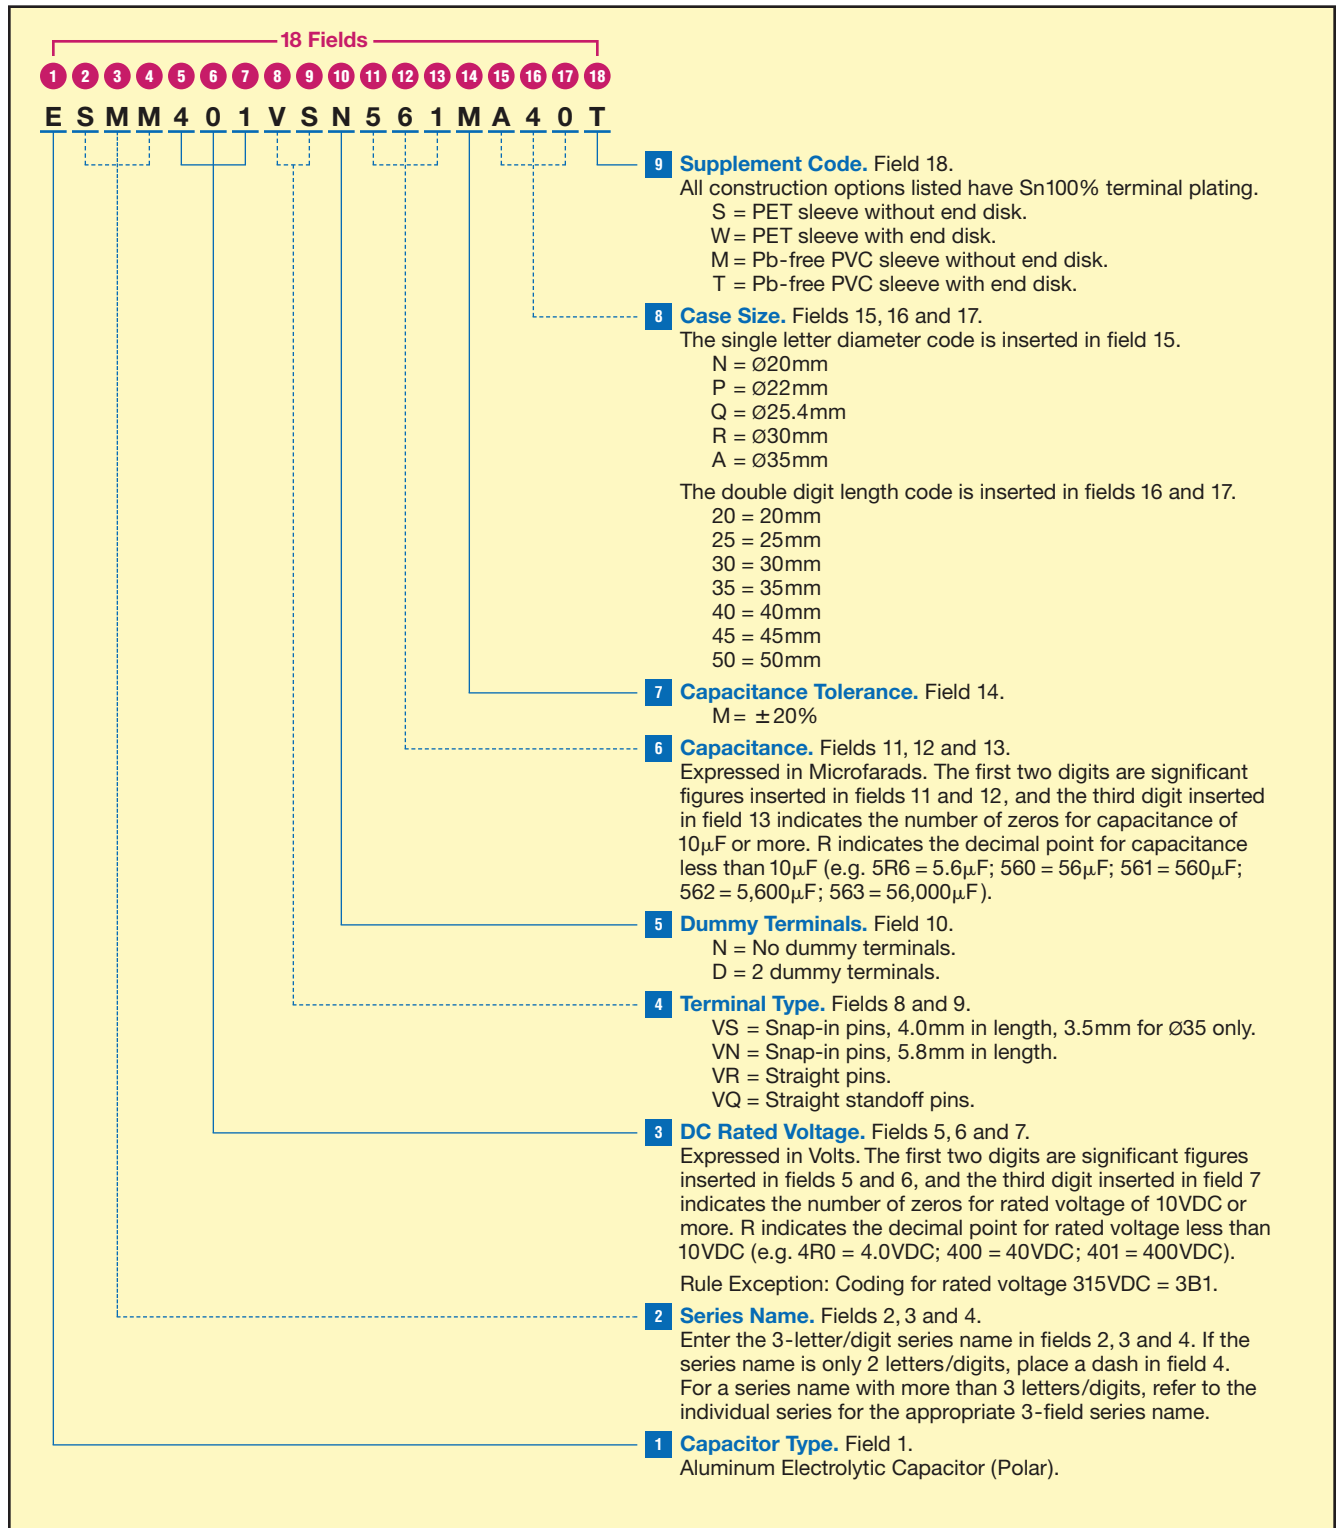 18 Fields
1 2 3 4 5 6 7 8 9 10 11 12 13 14 15 16 17 18
E S M M 4 0 1 V S N 5 6 1 M A 4 0 T
9 Supplement Code. Field 18.
All construction options listed have Sn100% terminal plating.
S = PET sleeve without end disk.
W = PET sleeve with end disk.
M = Pb-free PVC sleeve without end disk.
T = Pb-free PVC sleeve with end disk.
8 Case Size. Fields 15, 16 and 17.
The single letter diameter code is inserted in field 15.
N = Ø20mm
P = Ø22mm
Q = Ø25.4mm
R = Ø30mm
A = Ø35mm
The double digit length code is inserted in fields 16 and 17.
20 = 20mm
25 = 25mm
30 = 30mm
35 = 35mm
40 = 40mm
45 = 45mm
50 = 50mm
7 Capacitance Tolerance. Field 14.
M = ±20%
6 Capacitance. Fields 11, 12 and 13.
Expressed in Microfarads. The first two digits are significant
figures inserted in fields 11 and 12, and the third digit inserted
in field 13 indicates the number of zeros for capacitance of
10µF or more. R indicates the decimal point for capacitance
less than 10µF (e.g. 5R6 = 5.6µF; 560 = 56µF; 561 = 560µF;
562 = 5,600µF; 563 = 56,000µF).
5 Dummy Terminals. Field 10.
N = No dummy terminals.
D = 2 dummy terminals.
4 Terminal Type. Fields 8 and 9.
VS = Snap-in pins, 4.0mm in length, 3.5mm for Ø35 only.
VN = Snap-in pins, 5.8mm in length.
VR = Straight pins.
VQ = Straight standoff pins.
3 DC Rated Voltage. Fields 5, 6 and 7.
Expressed in Volts. The first two digits are significant figures
inserted in fields 5 and 6, and the third digit inserted in field 7
indicates the number of zeros for rated voltage of 10VDC or
more. R indicates the decimal point for rated voltage less than
10VDC (e.g. 4R0 = 4.0VDC; 400 = 40VDC; 401 = 400VDC).
Rule Exception: Coding for rated voltage 315VDC = 3B1.
2 Series Name. Fields 2, 3 and 4.
Enter the 3-letter/digit series name in fields 2, 3 and 4. If the
series name is only 2 letters/digits, place a dash in field 4.
For a series name with more than 3 letters/digits, refer to the
individual series for the appropriate 3-field series name.
1 Capacitor Type. Field 1.
Aluminum Electrolytic Capacitor (Polar).